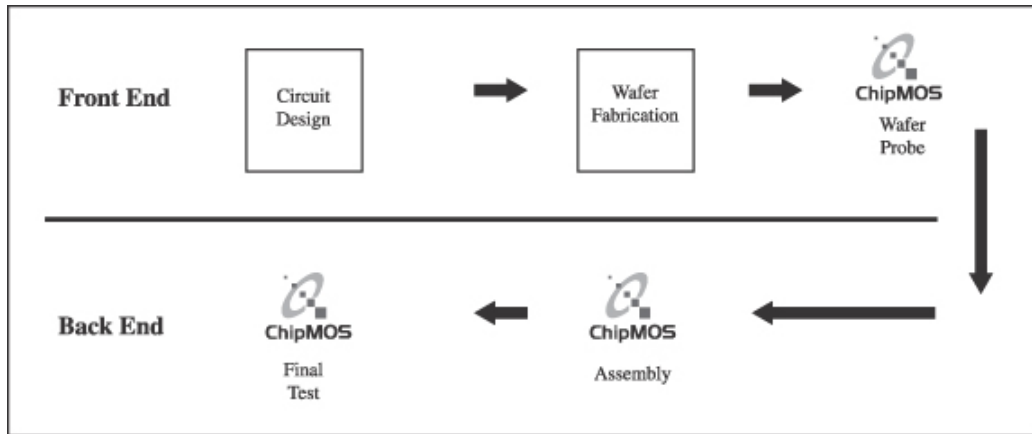 Front End
Circuit
Design
Wafer
Fabrication
ChipMOS
Wafer
Probe
Back End
ChipMOS
Final
Test
ChipMOS
Assembly